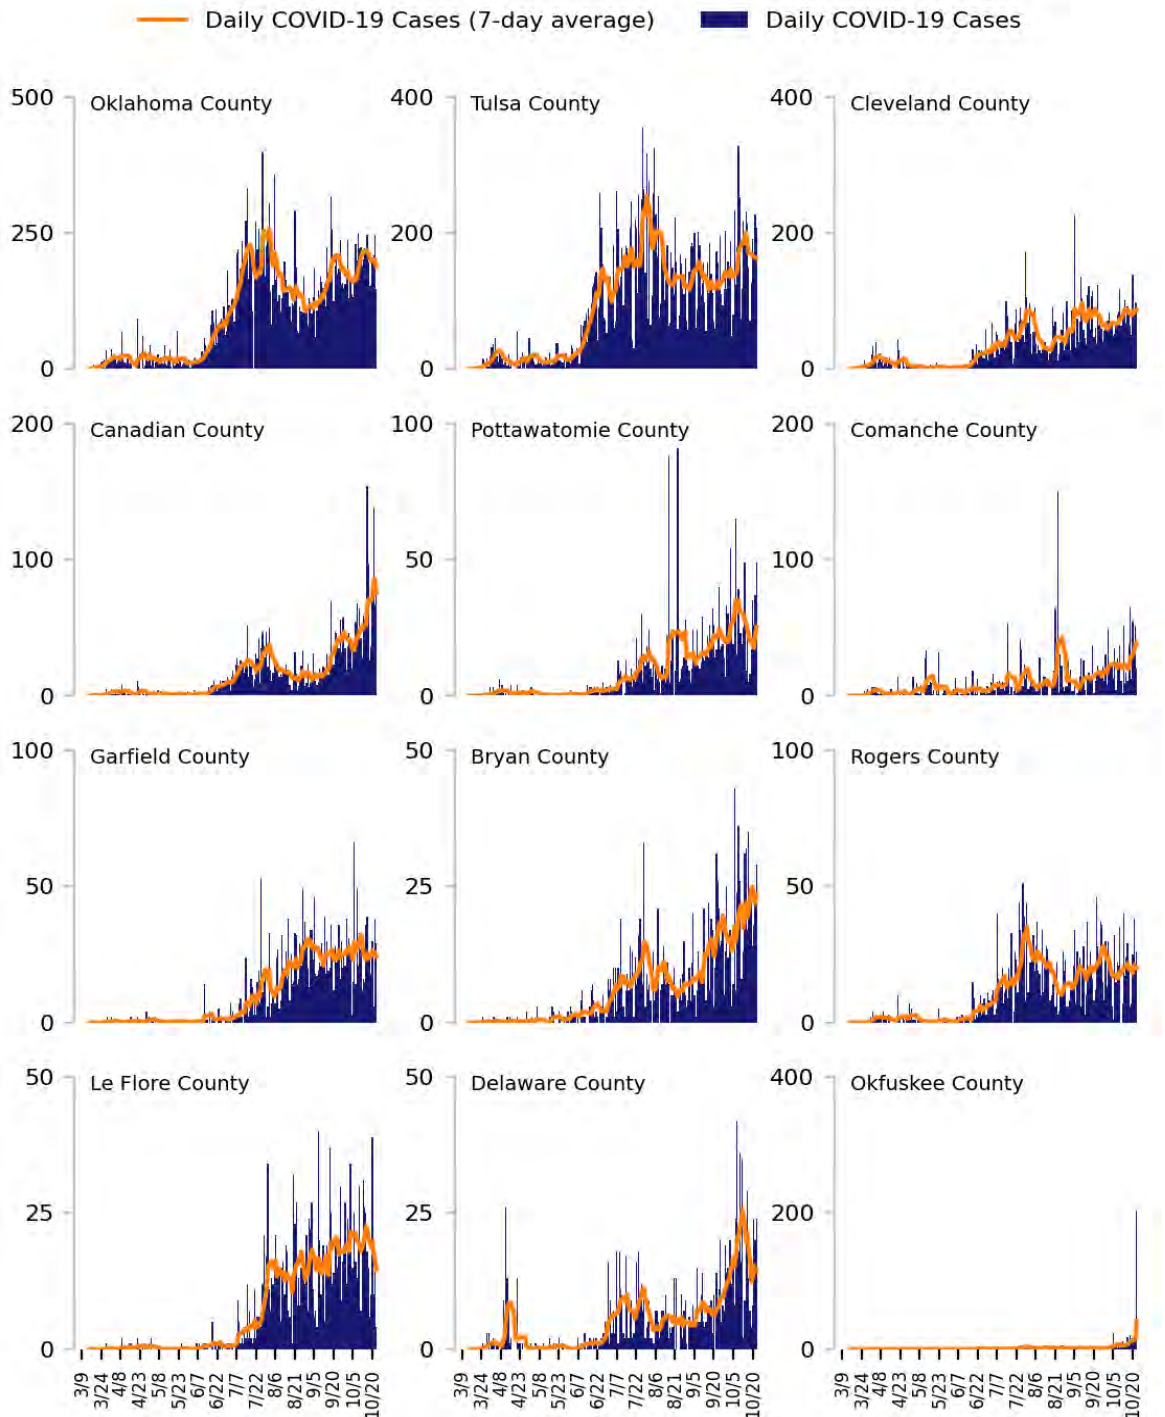 Daily COVID-19 Cases (7-day average) Daily COVID-19 Cases
500 Oklahoma County 400 Tulsa County 400 Cleveland County
250 200 200
0 0 0
200 Canadian County 100 Pottawatomie County 200 Comanche County
100 50 100
0 0 0
100 Garfield County 50 Bryan County 100 Rogers County
50 25 50
0 0 0
50 Le Flore County 50 Delaware County 400 Okfuskee County
25 25 200
0 0 0
3/9 3/24 4/8 4/23 5/8 5/23 6/7 6/22 7/7 7/22 8/6 8/21 9/5 9/20 10/5 10/20 3/9 3/24 4/8 4/23 5/8 5/23 6/7 6/22 7/7 7/22 8/6 8/21 9/5 9/20 10/5 10/20 3/9 3/24 4/8 4/23 5/8 5/23 6/7 6/22 7/7 7/22 8/6 8/21 9/5 9/20 10/5 10/20